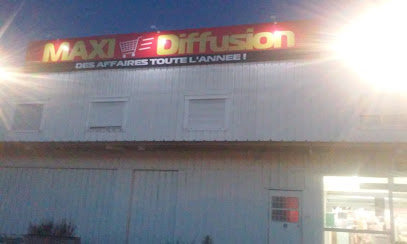 MAXI Diffusion
DES AFFAIRES TOUTE L'ANNEE !